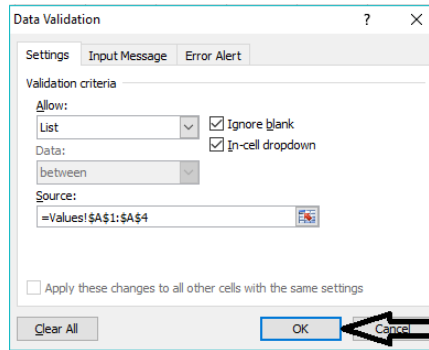 Data Validation ? X
Settings Input Message Error Alert
Validation criteria
Allow:
List
Ignore blank
Data:
In-cell dropdown
between
Source:
=Values!$A$1:$A$4
Apply these changes to all other cells with the same settings
Clear All OK Cancel